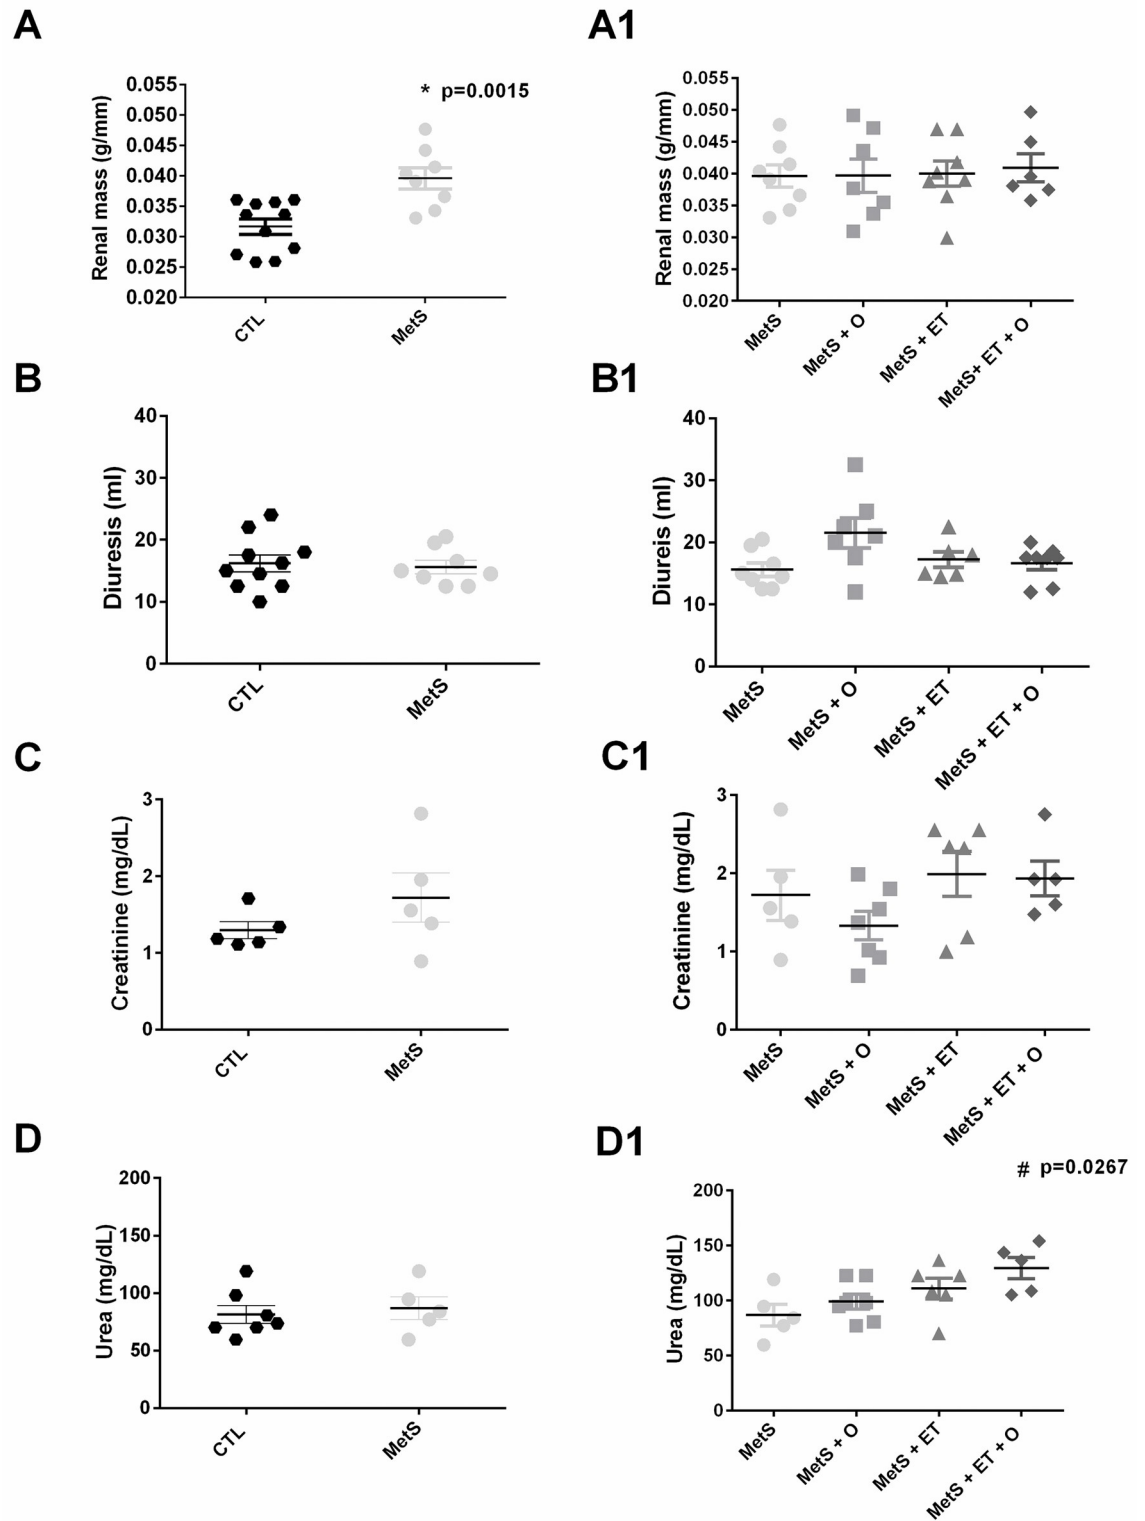 A
Renal mass (g/mm)
0.055
0.050
0.045
0.040
0.035
0.030
0.025
0.020
* p=0.0015
CTL
MetS
A1
Renal mass (g/mm)
0.055
0.050
0.045
0.040
0.035
0.030
0.025
0.020
MetS
MetS + O
MetS + ET
MetS+ ET + O
B
Diuresis (ml)
40
30
20
10
0
CTL
MetS
B1
Diureis (ml)
40
30
20
10
0
MetS
MetS + O
MetS + ET
MetS + ET + O
C
Creatinine (mg/dL)
3
2
1
0
CTL
MetS
C1
Creatinine (mg/dL)
3
2
1
0
MetS
MetS + O
MetS + ET
MetS + ET + O
D
Urea (mg/dL)
200
150
100
50
0
CTL
MetS
D1
# p=0.0267
Urea (mg/dL)
200
150
100
50
0
MetS
MetS + O
MetS + ET
MetS + ET + O